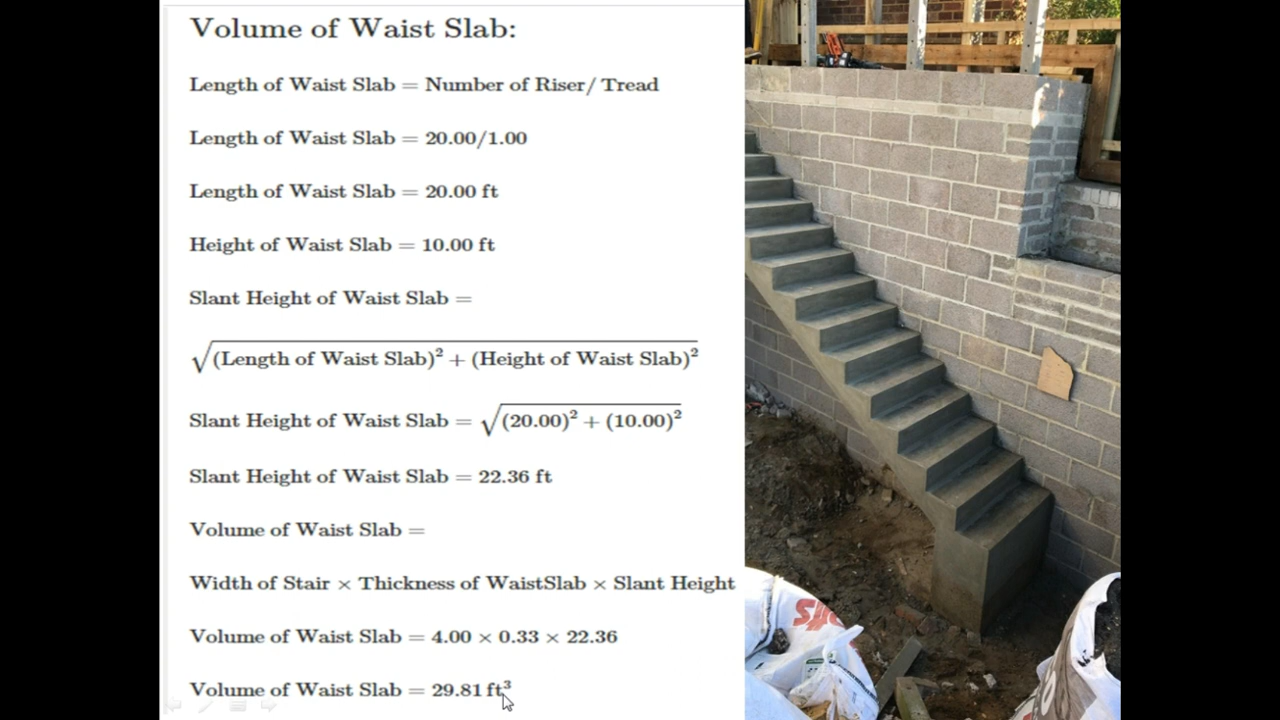 Volume of Waist Slab:
Length of Waist Slab = Number of Riser/ Tread
Length of Waist Slab = 20.00/1.00
Length of Waist Slab = 20.00 ft
Height of Waist Slab = 10.00 ft
Slant Height of Waist Slab =
√(Length of Waist Slab)² + (Height of Waist Slab)²
Slant Height of Waist Slab = √(20.00)² + (10.00)²
Slant Height of Waist Slab = 22.36 ft
Volume of Waist Slab =
Width of Stair × Thickness of WaistSlab × Slant Height
Volume of Waist Slab = 4.00 × 0.33 × 22.36
Volume of Waist Slab = 29.81 ft³